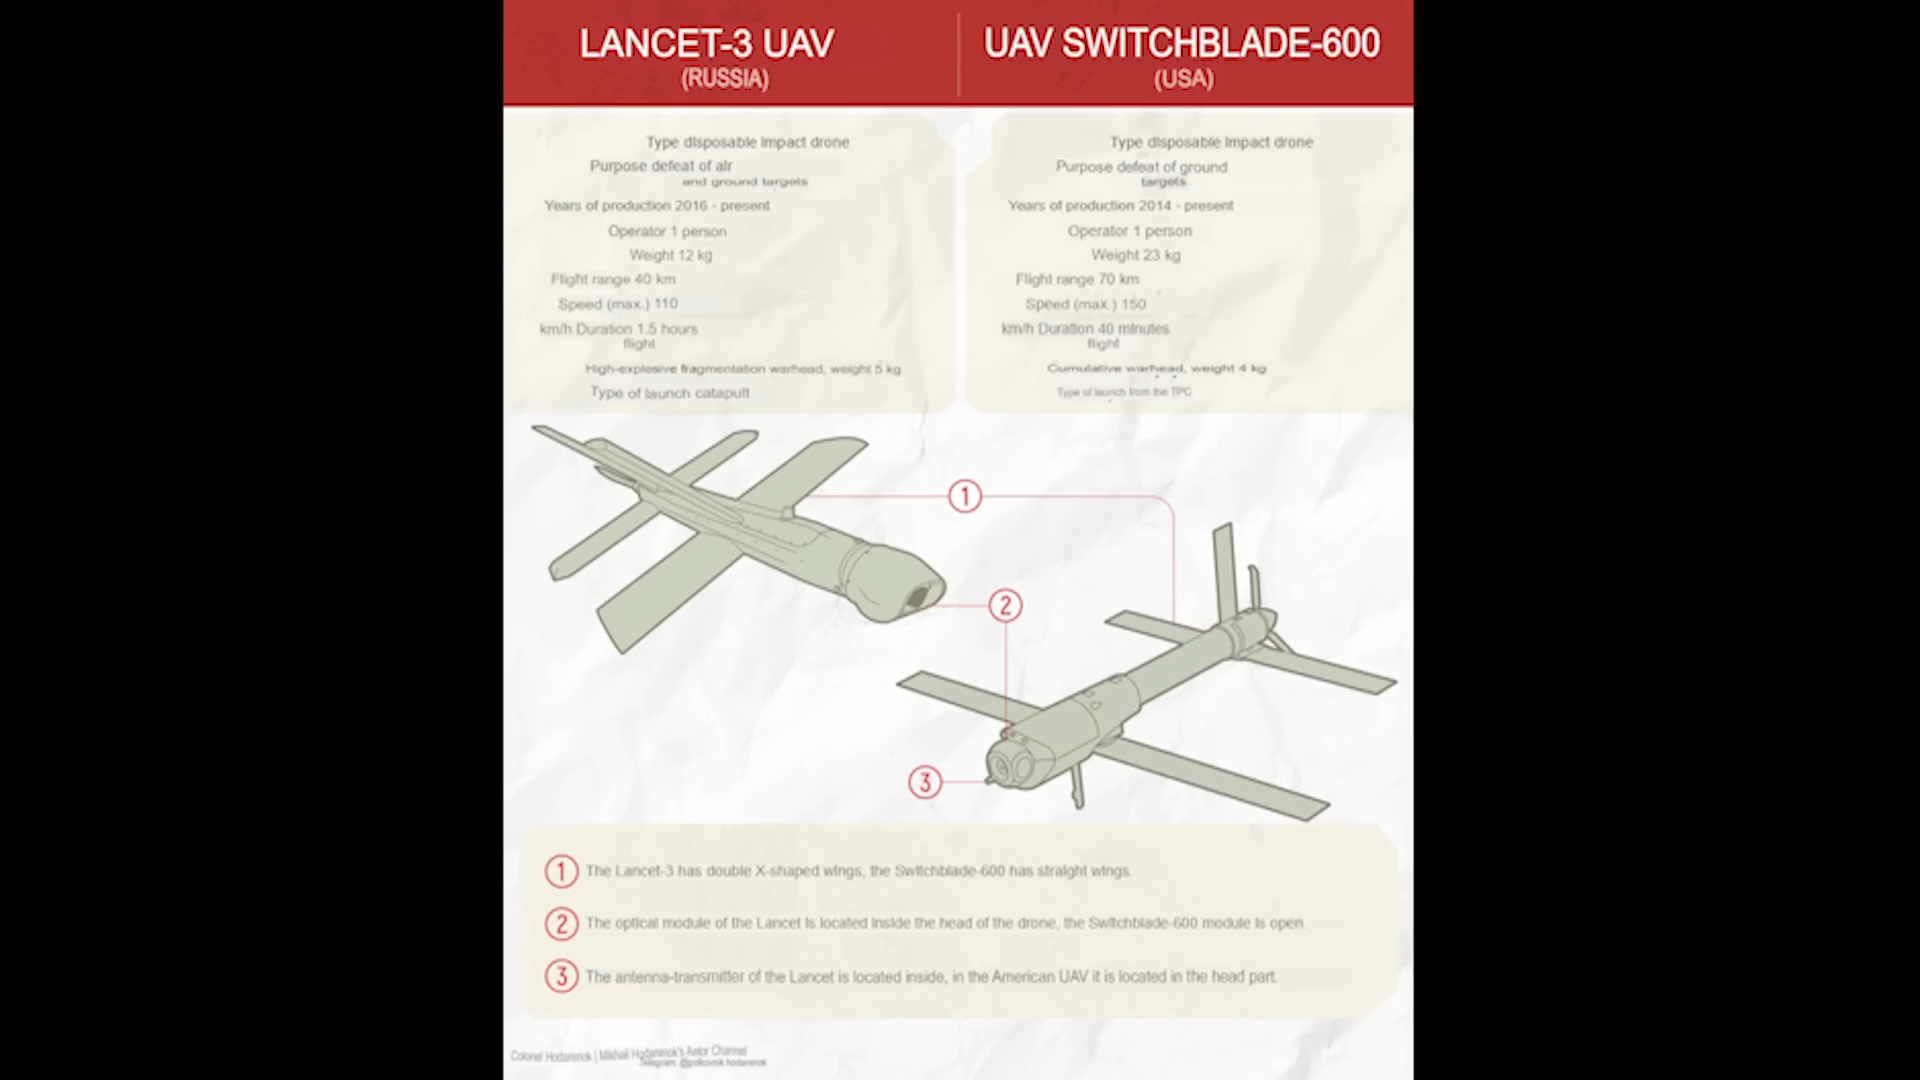 LANCET-3 UAV
(RUSSIA)
UAV SWITCHBLADE-600
(USA)
Type disposable Impact drone
Purpose defeat of air
and ground targets
Years of production 2016 - present
Operator 1 person
Weight 12 kg
Flight range 40 km
Speed (max.) 110
km/h Duration 1.5 hours
flight
High-explosive fragmentation warhead, weight 5 kg
Type of launch catapult
Type disposable Impact drone
Purpose defeat of ground
targets
Years of production 2014 - present
Operator 1 person
Weight 23 kg
Flight range 70 km
Speed (max.) 150
km/h Duration 40 minutes
flight
Cumulative warhead, weight 4 kg
Type of launch from the TPC
1
2
3
1 The Lancet-3 has double X-shaped wings, the Switchblade-600 has straight wings.
2 The optical module of the Lancet is located inside the head of the drone, the Switchblade-600 module is open.
3 The antenna-transmitter of the Lancet is located inside, in the American UAV it is located in the head part.
Colonel Hodarenok | Mikhail Hodarenok's Channel
Telegram: @polkovnik hodarenok